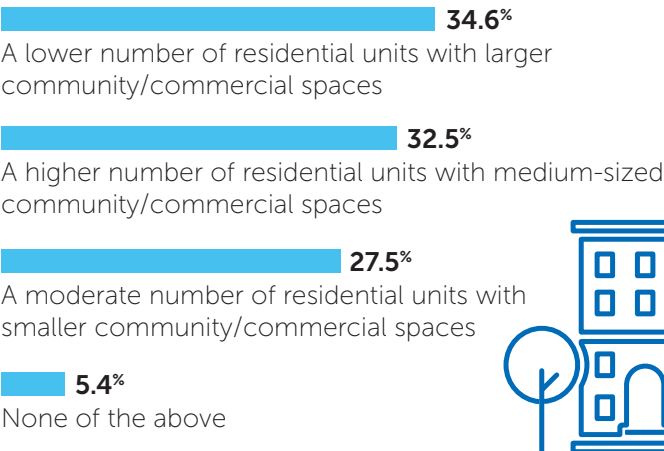 34.6%
A lower number of residential units with larger
community/commercial spaces
32.5%
A higher number of residential units with medium-sized
community/commercial spaces
27.5%
A moderate number of residential units with
smaller community/commercial spaces
5.4%
None of the above